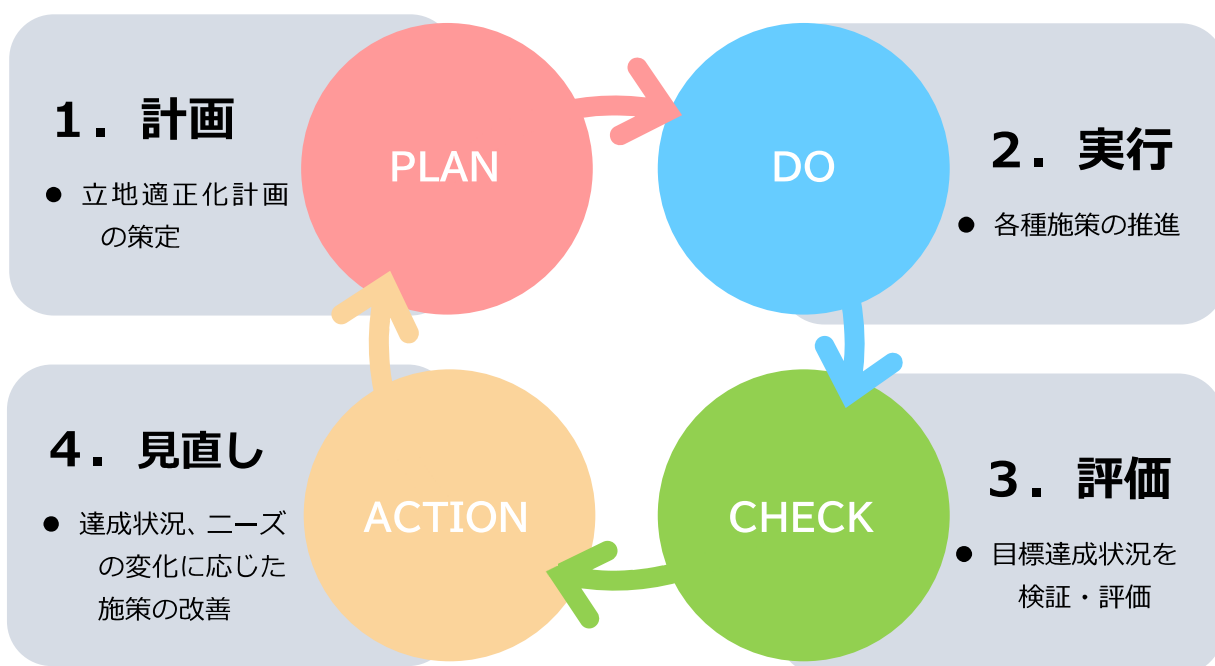 １．計画
● 立地適正化計画
の策定
PLAN
DO
２．実行
● 各種施策の推進
４．見直し
● 達成状況、ニーズ
の変化に応じた
施策の改善
ACTION
CHECK
３．評価
● 目標達成状況を
検証・評価